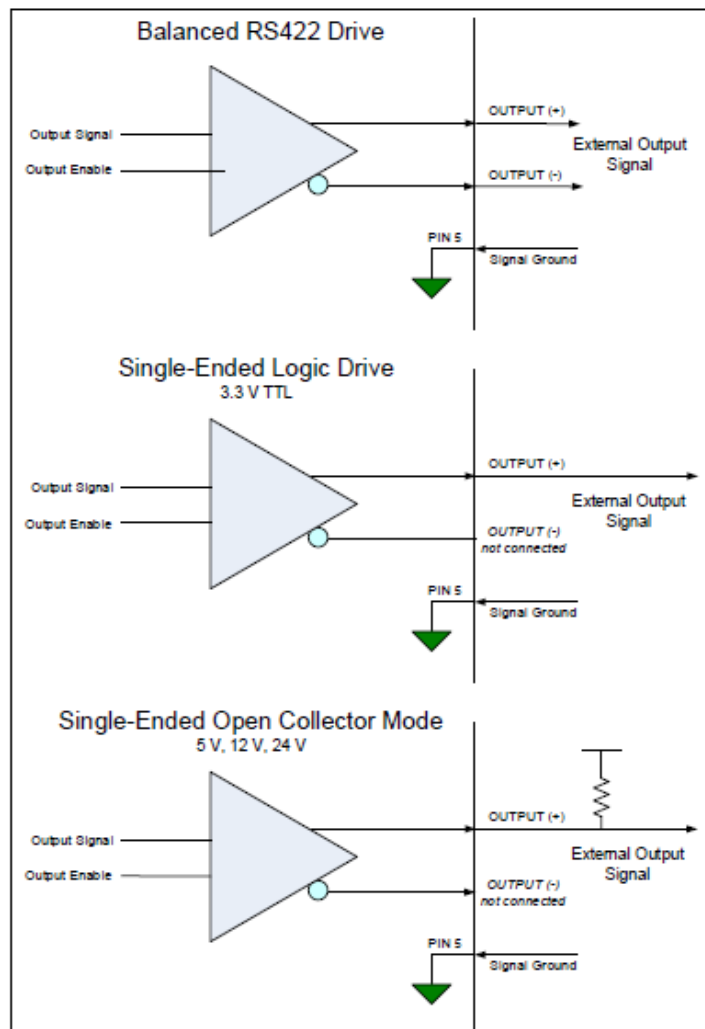 Balanced RS422 Drive
OUTPUT (+)
Output Signal
External Output
Signal
Output Enable
OUTPUT (-)
PIN 5
Signal Ground
Single-Ended Logic Drive
3.3 V TTL
OUTPUT (+)
Output Signal
External Output
Signal
Output Enable
OUTPUT (-)
not connected
PIN 5
Signal Ground
Single-Ended Open Collector Mode
5 V, 12 V, 24 V
OUTPUT (+)
Output Signal
External Output
Signal
Output Enable
OUTPUT (-)
not connected
PIN 5
Signal Ground